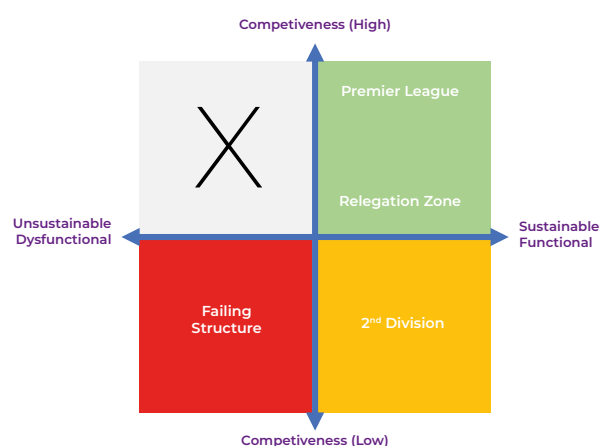 Competiveness (High)
Premier League
Relegation Zone
Unsustainable
Dysfunctional
Sustainable
Functional
Failing
Structure
2nd Division
Competiveness (Low)